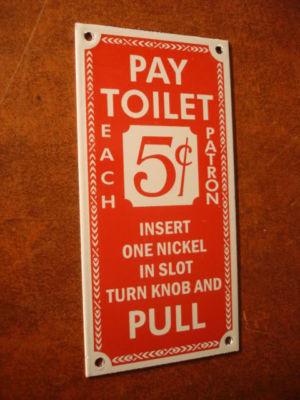 PAY
TOILET
EACH
5¢
PATRON
INSERT
ONE NICKEL
IN SLOT
TURN KNOB AND
PULL